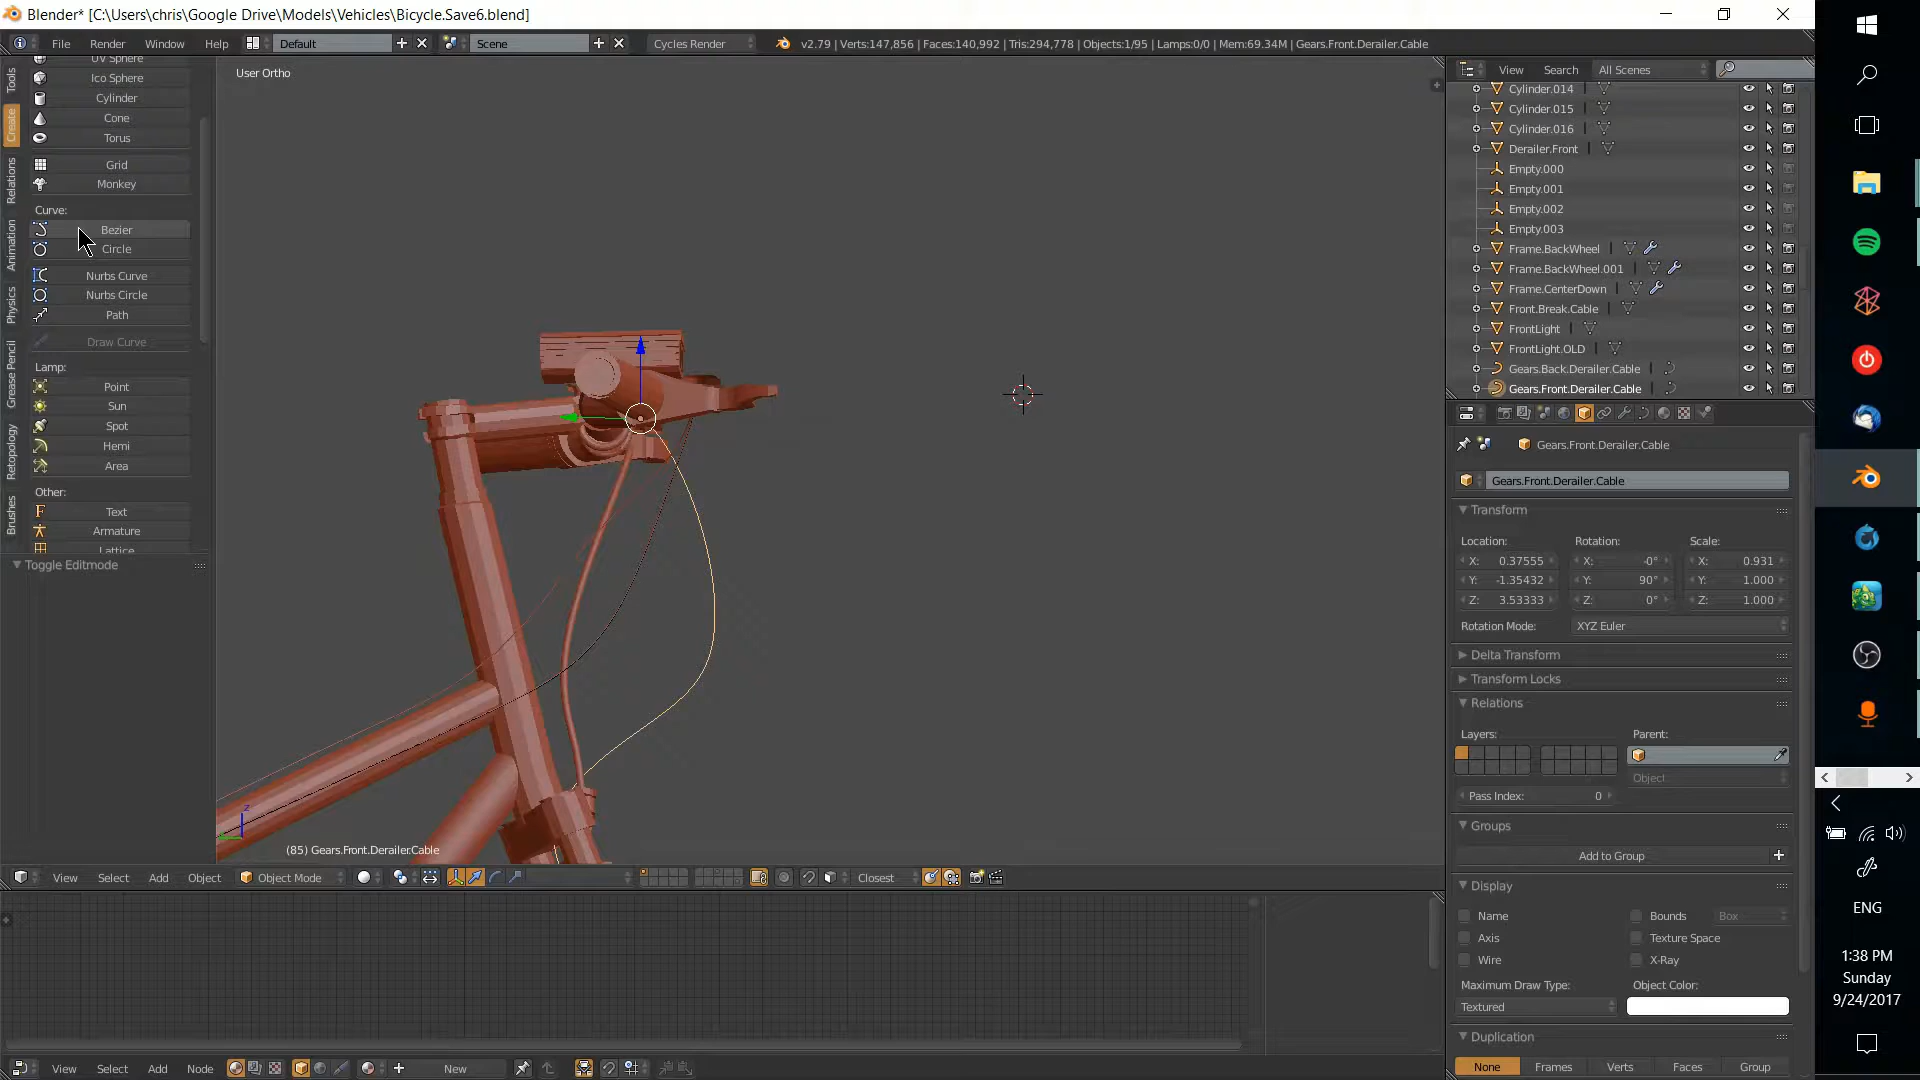 Blender* [C:\Users\chris\Google Drive\Models\Vehicles\Bicycle.Save6.blend]
File Render Window Help Default Scene Cycles Render v2.79 | Verts:147,856 | Faces:140,992 | Tris:294,778 | Objects:1/95 | Lamps:0/0 | Mem:69.34M | Gears.Front.Derailer.Cable
User Ortho
Tools
Create
Relations
Animation
Physics
Grease Pencil
Retopology
Brushes
UV Sphere
Ico Sphere
Cylinder
Cone
Torus
Grid
Monkey
Curve:
Bezier
Circle
Nurbs Curve
Nurbs Circle
Path
Draw Curve
Lamp:
Point
Sun
Spot
Hemi
Area
Other:
Text
Armature
Lattice
Toggle Editmode
z
(85) Gears.Front.Derailer.Cable
View Select Add Object Object Mode Closest
View Select Add Node New
View Search All Scenes
Cylinder.014
Cylinder.015
Cylinder.016
Derailer.Front
Empty.000
Empty.001
Empty.002
Empty.003
Frame.BackWheel
Frame.BackWheel.001
Frame.CenterDown
Front.Break.Cable
FrontLight
FrontLight.OLD
Gears.Back.Derailer.Cable
Gears.Front.Derailer.Cable
Gears.Front.Derailer.Cable
Gears.Front.Derailer.Cable
Transform
Location: Rotation: Scale:
X: 0.37555 X: -0° X: 0.931
Y: -1.35432 Y: 90° Y: 1.000
Z: 3.53333 Z: 0° Z: 1.000
Rotation Mode: XYZ Euler
Delta Transform
Transform Locks
Relations
Layers: Parent:
Object
Pass Index: 0
Groups
Add to Group
Display
Name Bounds Box
Axis Texture Space
Wire X-Ray
Maximum Draw Type: Object Color:
Textured
Duplication
None Frames Verts Faces Group
ENG
1:38 PM
Sunday
9/24/2017